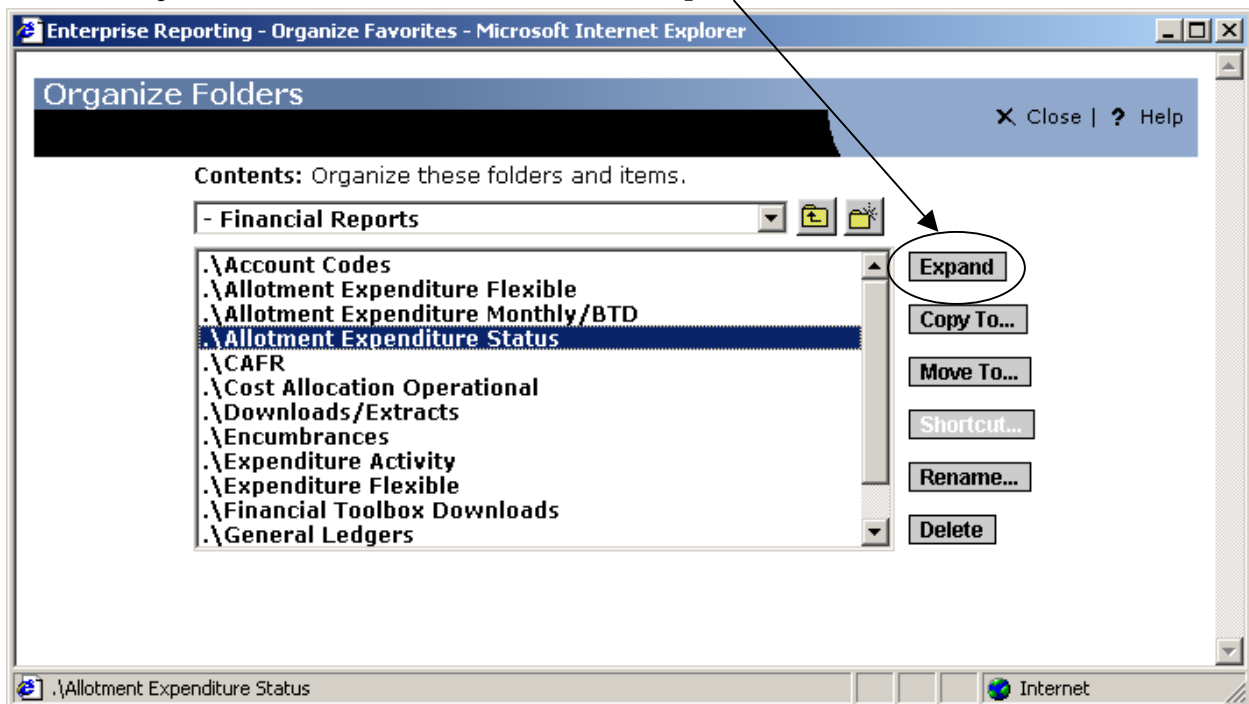 Enterprise Reporting - Organize Favorites - Microsoft Internet Explorer
Organize Folders
Close | ? Help
Contents: Organize these folders and items.
- Financial Reports
.\Account Codes
.\Allotment Expenditure Flexible
.\Allotment Expenditure Monthly/BTD
.\Allotment Expenditure Status
.\CAFR
.\Cost Allocation Operational
.\Downloads/Extracts
.\Encumbrances
.\Expenditure Activity
.\Expenditure Flexible
.\Financial Toolbox Downloads
.\General Ledgers
Expand
Copy To...
Move To...
Shortcut...
Rename...
Delete
.\Allotment Expenditure Status
Internet